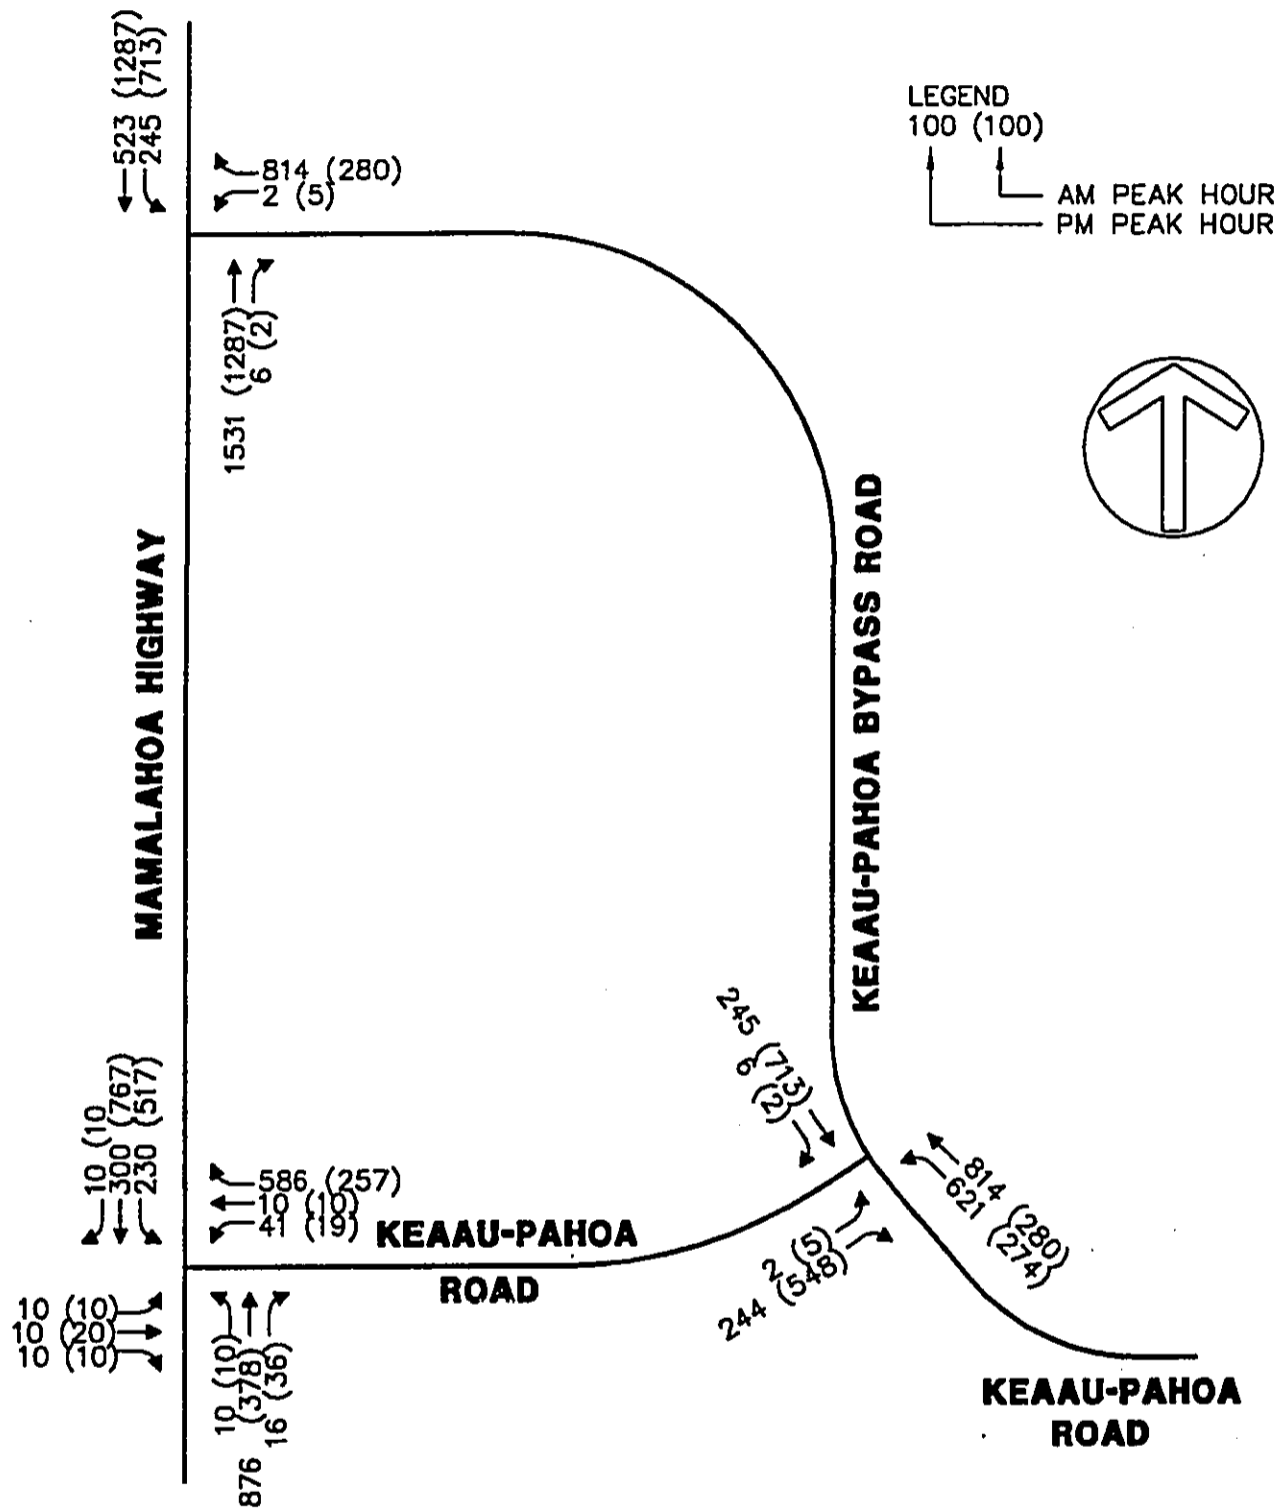 523 (1287)
245 (713)
814 (280)
2 (5)
LEGEND
100 (100)
AM PEAK HOUR
PM PEAK HOUR
1531 (1287)
6 (2)
MAMALAHOA HIGHWAY
KEAAU-PAHOA BYPASS ROAD
245 (713)
6 (2)
10 (10
300 (767)
230 (517)
586 (257)
10 (10)
41 (19)
KEAAU-PAHOA
ROAD
814 (280)
621 (274)
2 (5)
244 (548)
10 (10)
10 (20)
10 (10)
10 (10)
876 (378)
16 (36)
KEAAU-PAHOA
ROAD